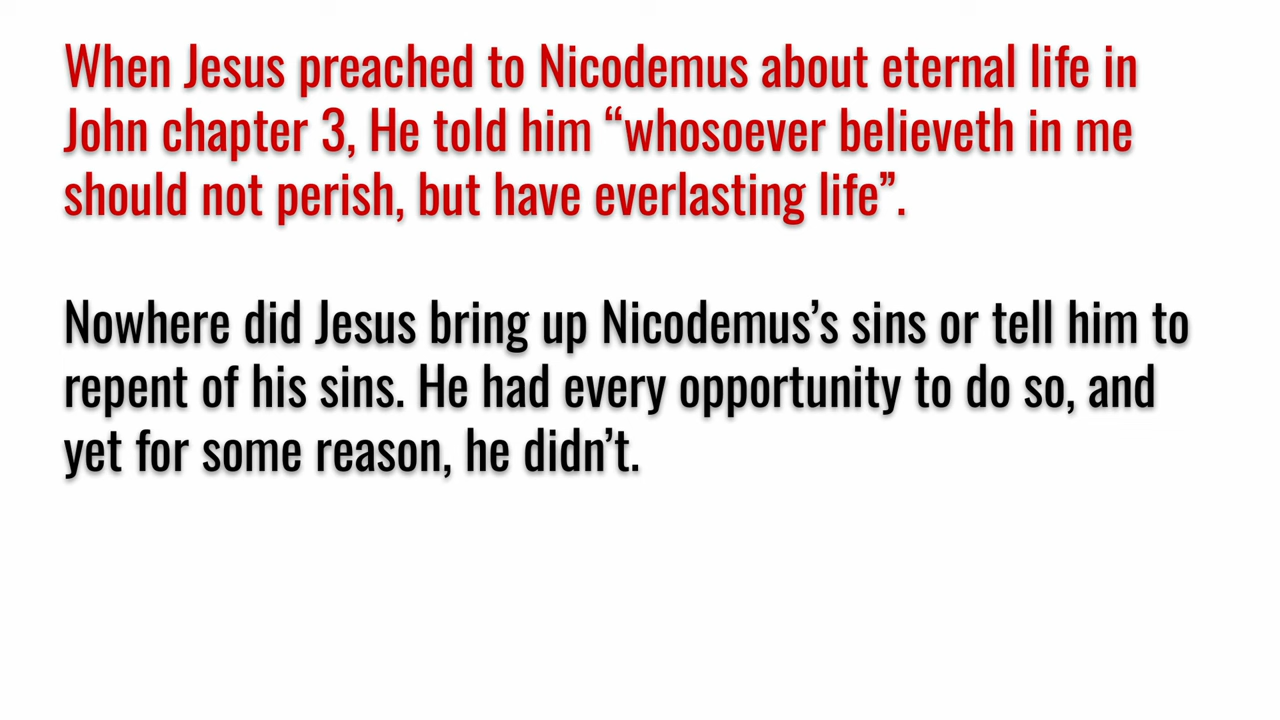 When Jesus preached to Nicodemus about eternal life in
John chapter 3, He told him “whosoever believeth in me
should not perish, but have everlasting life”.
Nowhere did Jesus bring up Nicodemus’s sins or tell him to
repent of his sins. He had every opportunity to do so, and
yet for some reason, he didn’t.